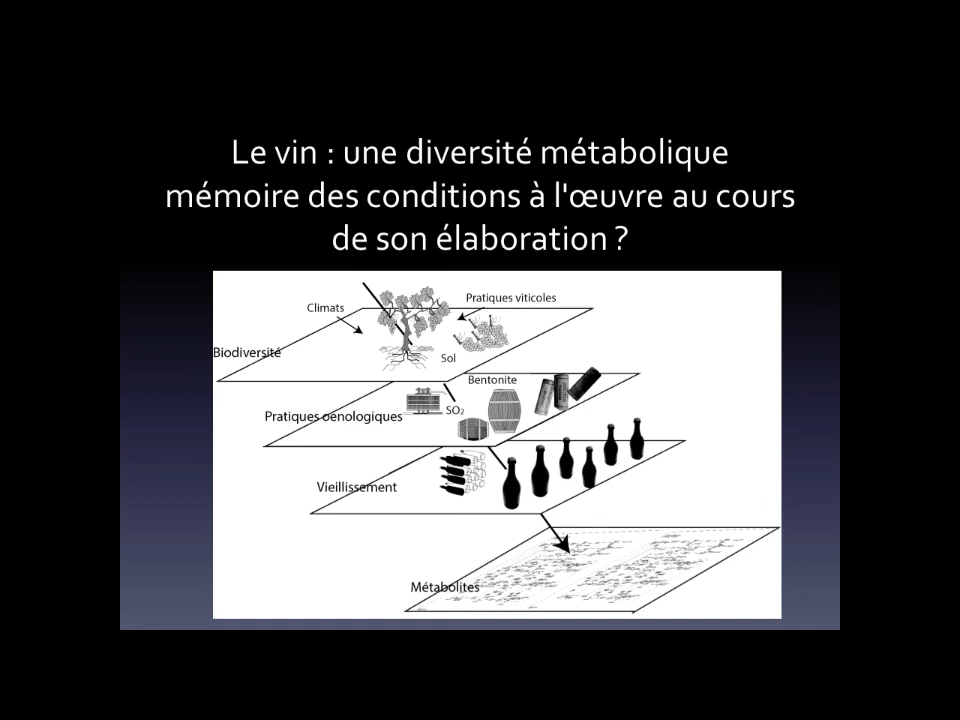 Le vin : une diversité métabolique
mémoire des conditions à l'œuvre au cours
de son élaboration ?
Climats
Pratiques viticoles
Biodiversité
Sol
Bentonite
SO₂
Pratiques oenologiques
Vieillissement
Métabolites